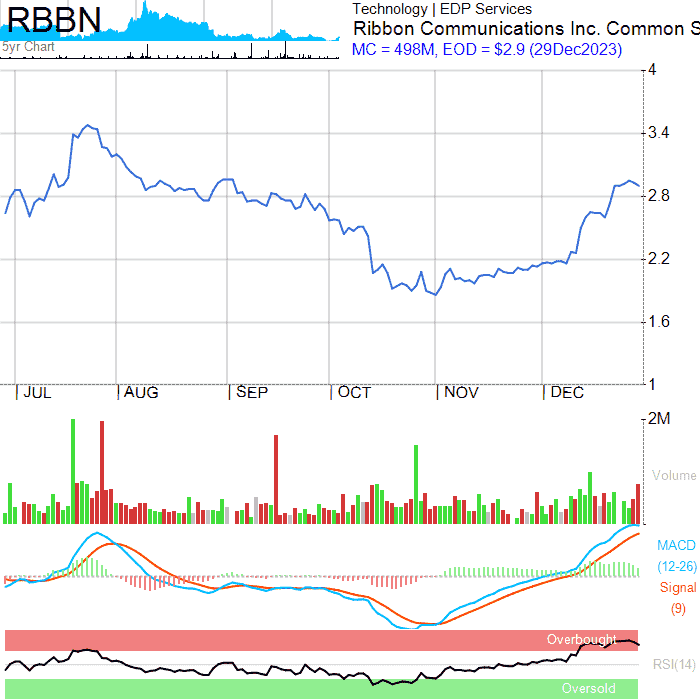 RBBN
5yr Chart
Technology | EDP Services
Ribbon Communications Inc. Common S
MC = 498M, EOD = $2.9 (29Dec2023)
4
3.4
2.8
2.2
1.6
1
JUL AUG SEP OCT NOV DEC
2M
Volume
MACD
(12-26)
Signal
(9)
Overbought
RSI(14)
Oversold